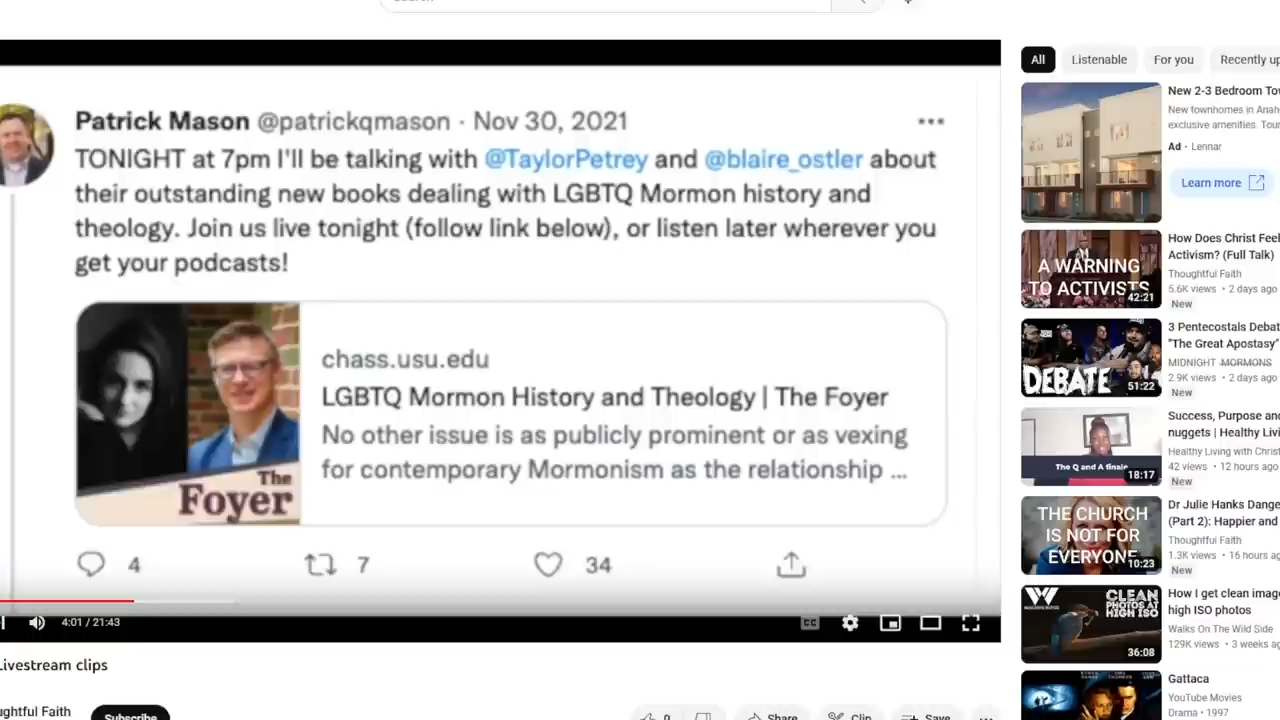 Patrick Mason @patrickqmason · Nov 30, 2021
TONIGHT at 7pm I'll be talking with @TaylorPetrey and @blaire_ostler about
their outstanding new books dealing with LGBTQ Mormon history and
theology. Join us live tonight (follow link below), or listen later wherever you
get your podcasts!
The
Foyer
chass.usu.edu
LGBTQ Mormon History and Theology | The Foyer
No other issue is as publicly prominent or as vexing
for contemporary Mormonism as the relationship ...
4
7
34
4:01 / 21:43
CC
Livestream clips
ughtful Faith
Subscribe
0
Share
Clip
Save
All
Listenable
For you
Recently up
New 2-3 Bedroom To
New townhomes in Anah
exclusive amenities. Tour
Ad · Lennar
Learn more
A WARNING
TO ACTIVISTS
42:21
How Does Christ Feel
Activism? (Full Talk)
Thoughtful Faith
5.6K views • 2 days ago
New
DEBATE
51:22
3 Pentecostals Debat
"The Great Apostasy"
MIDNIGHT MORMONS
2.9K views • 2 days ago
New
The Q and A finale
18:17
Success, Purpose and
nuggets | Healthy Livi
Healthy Living with Christ
42 views • 12 hours ago
New
THE CHURCH
IS NOT FOR
EVERYONE
10:23
Dr Julie Hanks Dange
(Part 2): Happier and
Thoughtful Faith
1.3K views • 16 hours ag
New
CLEAN
PHOTOS AT
HIGH ISO
36:08
How I get clean image
high ISO photos
Walks On The Wild Side
129K views • 3 weeks a
Gattaca
YouTube Movies
Drama • 1997